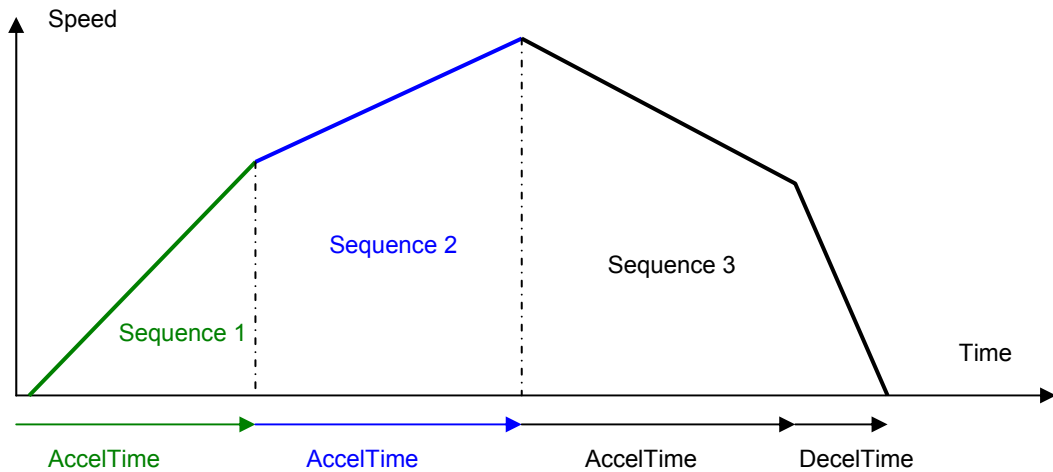 Speed
Sequence 2
Sequence 3
Sequence 1
Time
AccelTime
AccelTime
AccelTime
DecelTime